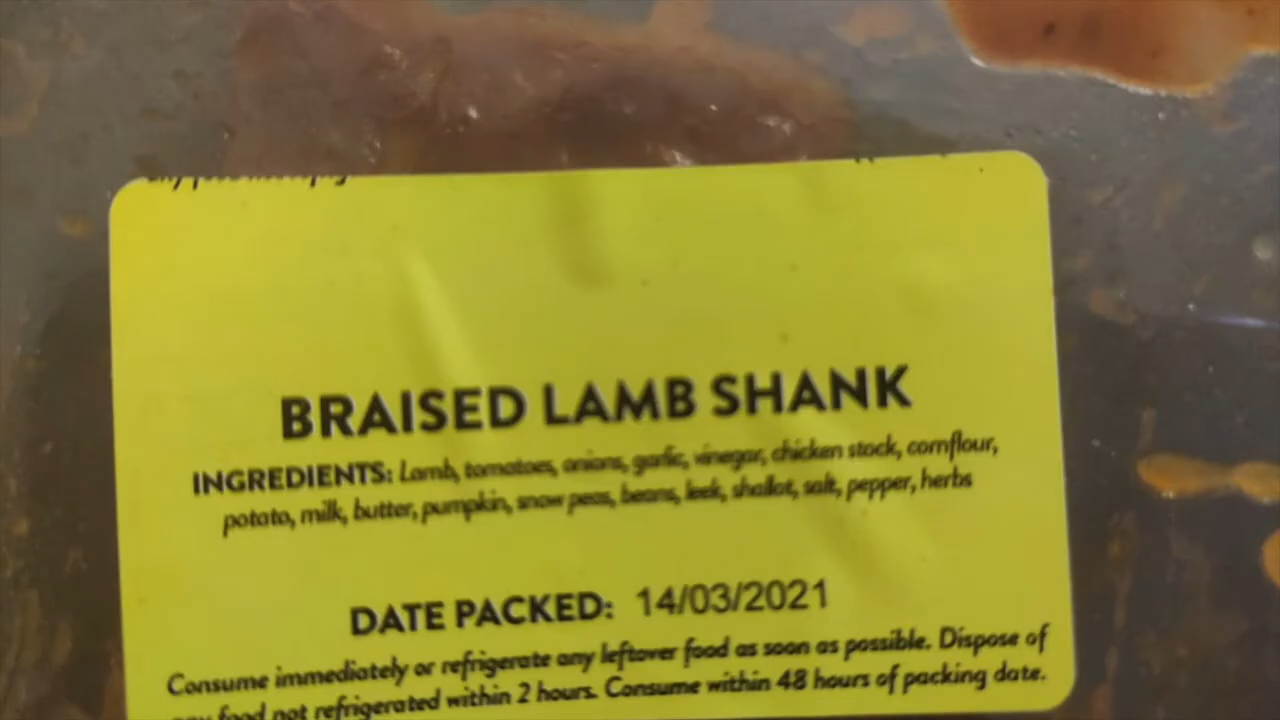 BRAISED LAMB SHANK
INGREDIENTS: Lamb, tomatoes, onions, garlic, vinegar, chicken stock, cornflour,
potato, milk, butter, pumpkin, snow peas, beans, leek, shallot, salt, pepper, herbs
DATE PACKED: 14/03/2021
Consume immediately or refrigerate any leftover food as soon as possible. Dispose of
any food not refrigerated within 2 hours. Consume within 48 hours of packing date.